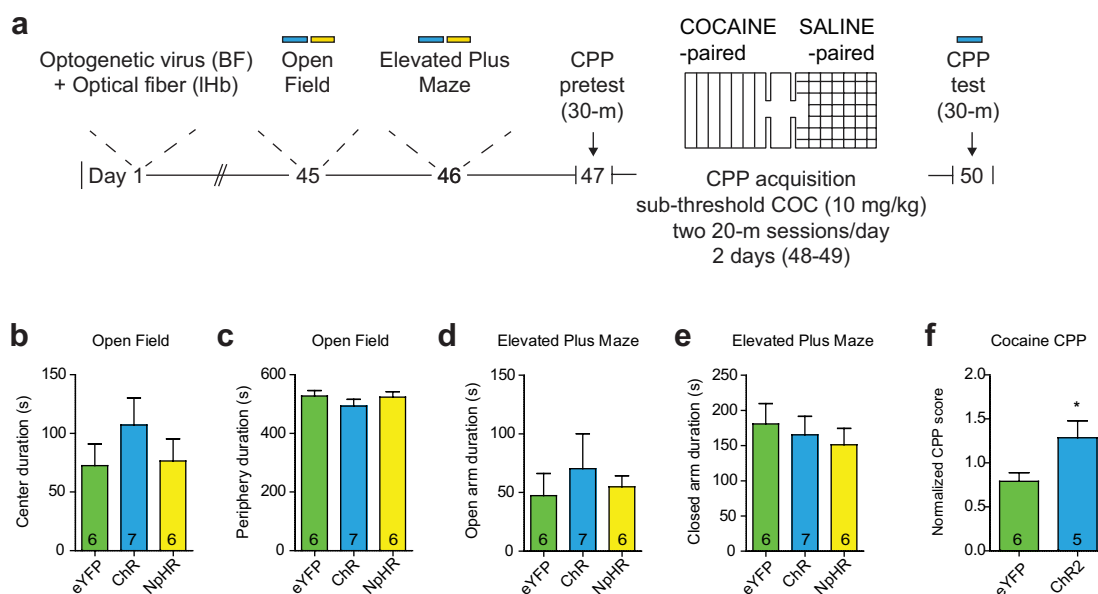 a
Optogenetic virus (BF)
+ Optical fiber (lHb)
Open
Field
Elevated Plus
Maze
CPP
pretest
(30-m)
COCAINE
-paired
SALINE
-paired
CPP
test
(30-m)
Day 1
45
46
47
50
CPP acquisition
sub-threshold COC (10 mg/kg)
two 20-m sessions/day
2 days (48-49)
b
Open Field
Center duration (s)
150
100
50
0
6
7
6
eYFP
ChR
NpHR
c
Open Field
Periphery duration (s)
600
400
200
0
6
7
6
eYFP
ChR
NpHR
d
Elevated Plus Maze
Open arm duration (s)
150
100
50
0
6
7
6
eYFP
ChR
NpHR
e
Elevated Plus Maze
Closed arm duration (s)
250
200
150
100
50
0
6
7
6
eYFP
ChR
NpHR
f
Cocaine CPP
Normalized CPP score
2.0
1.5
1.0
0.5
0.0
*
6
5
eYFP
ChR2